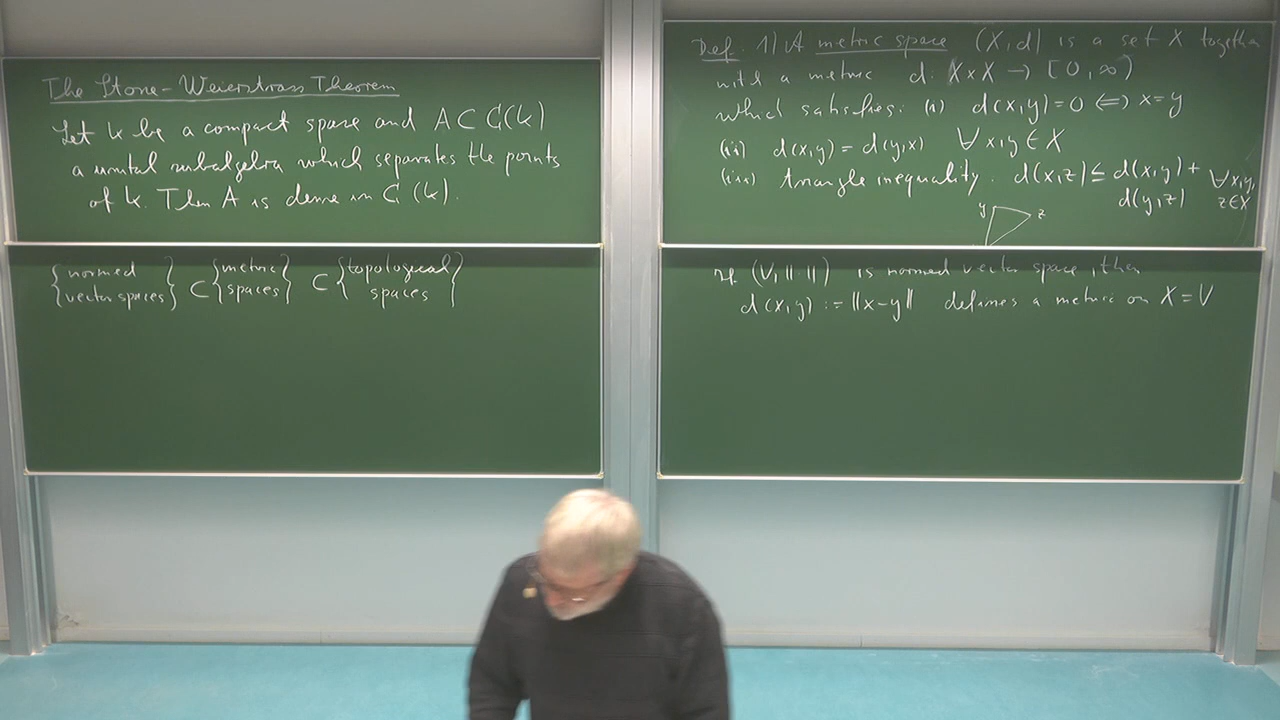 The Stone-Weierstrass Theorem
Let K be a compact space and A ⊂ C(K)
a unital subalgebra which separates the points
of K. Then A is dense in C(K).
{normed vector spaces} ⊂ {metric spaces} ⊂ {topological spaces}
Def. 1) A metric space (X,d) is a set X together
with a metric d: X×X → [0,∞)
which satisfies: (i) d(x,y)=0 ⟺ x=y
(ii) d(x,y) = d(y,x) ∀ x,y ∈ X
(iii) triangle inequality. d(x,z) ≤ d(x,y) + d(y,z) ∀ x,y, z∈X
y z
If (V, ||·||) is normed vector space, then
d(x,y) := ||x-y|| defines a metric on X = V